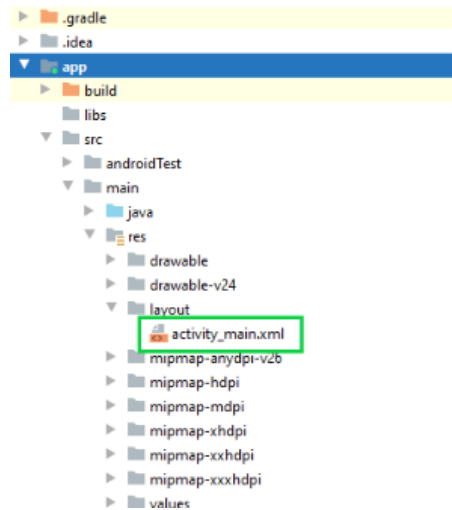 .gradle
.idea
app
build
libs
src
androidTest
main
java
res
drawable
drawable-v24
layout
activity_main.xml
mipmap-anydpi-v26
mipmap-hdpi
mipmap-mdpi
mipmap-xhdpi
mipmap-xxhdpi
mipmap-xxxhdpi
values